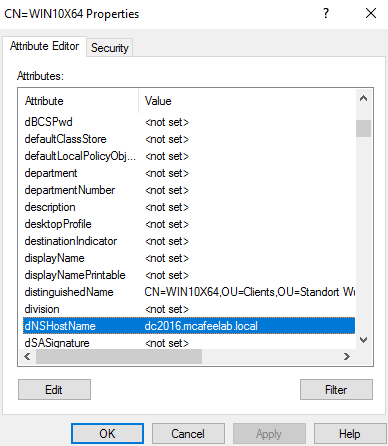 CN=WIN10X64 Properties ? ×
Attribute Editor Security
Attributes:
Attribute Value
dBCSPwd <not set>
defaultClassStore <not set>
defaultLocalPolicyObj... <not set>
department <not set>
departmentNumber <not set>
description <not set>
desktopProfile <not set>
destinationIndicator <not set>
displayName <not set>
displayNamePrintable <not set>
distinguishedName CN=WIN10X64,OU=Clients,OU=Standort
division <not set>
dNSHostName dc2016.mcafeelab.local
dSASignature <not set>
Edit Filter
OK Cancel Apply Help